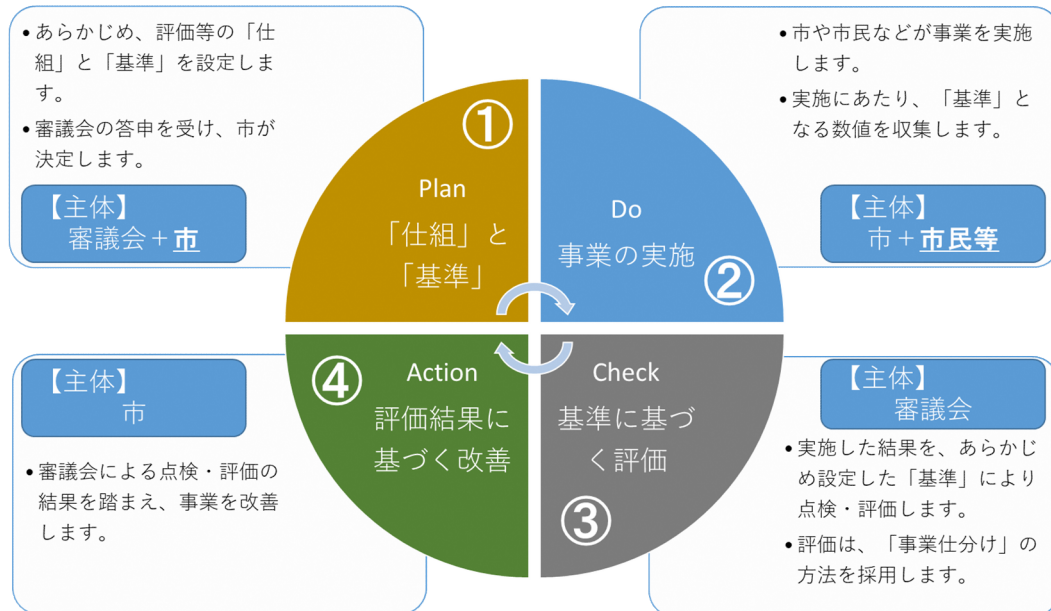 • あらかじめ、評価等の「仕
組」と「基準」を設定しま
す。
• 審議会の答申を受け、市が
決定します。
【主体】
審議会＋市
①
Plan
「仕組」と
「基準」
• 市や市民などが事業を実施
します。
• 実施にあたり、「基準」と
なる数値を収集します。
【主体】
市＋市民等
Do
事業の実施
②
【主体】
市
• 審議会による点検・評価の
結果を踏まえ、事業を改善
します。
④
Action
評価結果に
基づく改善
Check
基準に基づ
く評価
③
【主体】
審議会
• 実施した結果を、あらかじ
め設定した「基準」により
点検・評価します。
• 評価は、「事業仕分け」の
方法を採用します。